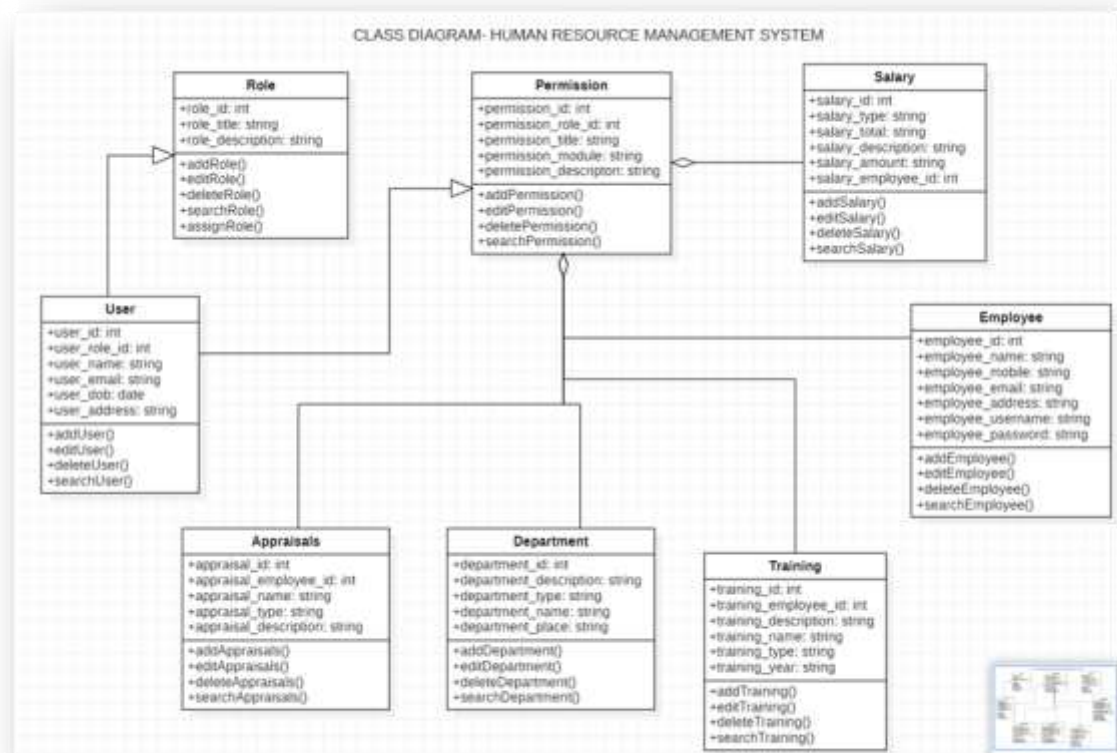 CLASS DIAGRAM- HUMAN RESOURCE MANAGEMENT SYSTEM
Role
+role_id: int
+role_title: string
+role_description: string
+addRole()
+editRole()
+deleteRole()
+searchRole()
+assignRole()
Permission
+permission_id: int
+permission_role_id: int
+permission_title: string
+permission_module: string
+permission_descripton: string
+addPermission()
+editPermission()
+deletePermission()
+searchPermission()
Salary
+salary_id: int
+salary_type: string
+salary_total: string
+salary_description: string
+salary_amount: string
+salary_employee_id: int
+addSalary()
+editSalary()
+deleteSalary()
+searchSalary()
User
+user_id: int
+user_role_id: int
+user_name: string
+user_email: string
+user_dob: date
+user_address: string
+addUser()
+editUser()
+deleteUser()
+searchUser()
Employee
+employee_id: int
+employee_name: string
+employee_mobile: string
+employee_email: string
+employee_address: string
+employee_username: string
+employee_password: string
+addEmployee()
+editEmployee()
+deleteEmployee()
+searchEmployee()
Appraisals
+appraisal_id: int
+appraisal_employee_id: int
+appraisal_name: string
+appraisal_type: string
+appraisal_description: string
+addAppraisals()
+editAppraisals()
+deleteAppraisals()
+searchAppraisals()
Department
+department_id: int
+department_description: string
+department_type: string
+department_name: string
+department_place: string
+addDepartment()
+editDepartment()
+deleteDepartment()
+searchDepartment()
Training
+training_id: int
+training_employee_id: int
+training_description: string
+training_name: string
+training_type: string
+training_year: string
+addTraining()
+editTraining()
+deleteTraining()
+searchTraining()